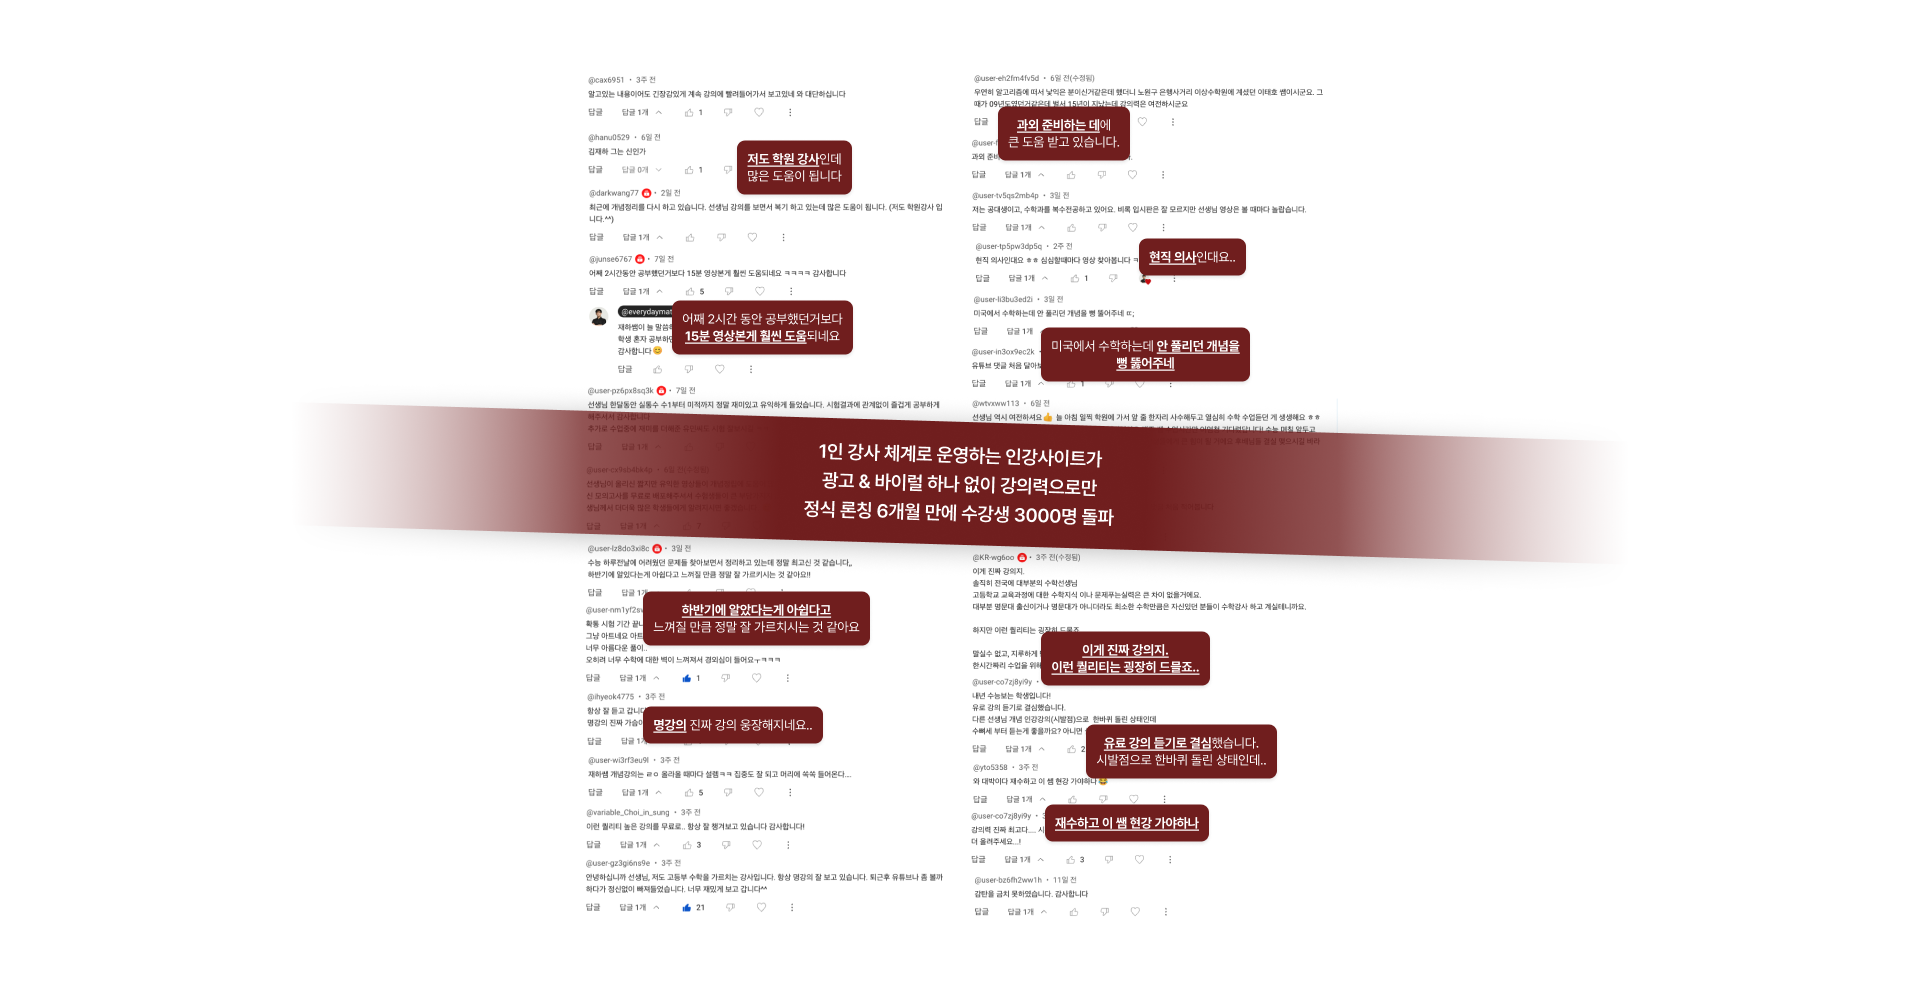 @cax6951 • 3주 전
알고있는 내용이어도 긴장감있게 계속 강의에 빨려들어가서 보고있네 와 대단하십니다
답글 답글 1개 1
@hanu0529 • 6일 전
김재하 그는 신인가
답글 답글 0개 1
저도 학원 강사인데
많은 도움이 됩니다
@darkwang77 • 2일 전
최근에 개념정리를 다시 하고 있습니다. 선생님 강의를 보면서 복기 하고 있는데 많은 도움이 됩니다. (저도 학원강사 입
니다.^^)
답글 답글 1개
@junse6767 • 7일 전
어째 2시간동안 공부했던거보다 15분 영상본게 훨씬 도움되네요 ㅋㅋㅋㅋ 감사합니다
답글 답글 1개 5
@everydaymat
재하쌤이 늘 말씀하
학생 혼자 공부하면
감사합니다😊
답글
어째 2시간 동안 공부했던거보다
15분 영상본게 훨씬 도움되네요
@user-pz6px8sq3k • 7일 전
선생님 한달동안 실통수 수1부터 미적까지 정말 재미있고 유익하게 들었습니다. 시험결과에 관계없이 즐겁게 공부하게
해주셔서 감사합니다
답글 답글 1개
답글 답글 1개
@user-lz8do3xi8c • 3일 전
수능 하루전날에 어려웠던 문제들 찾아보면서 정리하고 있는데 정말 최고신 것 같습니다,,
하반기에 알았다는게 아쉽다고 느껴질 만큼 정말 잘 가르키시는 것 같아요!!
답글 답글 1개
하반기에 알았다는게 아쉽다고
느껴질 만큼 정말 잘 가르치시는 것 같아요
@user-nm1yf2sv
확통 시험 기간 끝나
그냥 아트네요 아트
너무 아름다운 풀이..
오히려 너무 수학에 대한 벽이 느껴져서 경외심이 들어요ㅜㅋㅋㅋ
답글 답글 1개 1
@ihyeok4775 • 3주 전
항상 잘 듣고 갑니다
명강의 진짜 가슴이
답글 답글 1개
명강의 진짜 강의 웅장해지네요..
@user-wi3rf3eu9l • 3주 전
재하쌤 개념강의는 ㄹㅇ 올라올 때마다 설렘ㅋㅋ 집중도 잘 되고 머리에 쏙쏙 들어온다...
답글 답글 1개 5
@variable_Choi_in_sung • 3주 전
이런 퀄리티 높은 강의를 무료로.. 항상 잘 챙겨보고 있습니다 감사합니다!
답글 답글 1개 3
@user-gz3gi6ns9e • 3주 전
안녕하십니까 선생님, 저도 고등부 수학을 가르치는 강사입니다. 항상 명강의 잘 보고 있습니다. 퇴근후 유튜브나 좀 볼까
하다가 정신없이 빠져들었습니다. 너무 재밌게 보고 갑니다^^
답글 답글 1개 21
1인 강사 체계로 운영하는 인강사이트가
광고 & 바이럴 하나 없이 강의력으로만
정식 론칭 6개월 만에 수강생 3000명 돌파
@user-eh2fm4fv5d • 6일 전(수정됨)
우연히 알고리즘에 떠서 낯익은 분이신거같은데 했더니 노원구 은행사거리 이상수학원에 계셨던 이태호 쌤이시군요. 그
때가 09년도였던거같은데 벌써 15년이 지났는데 강의력은 여전하시군요
답글
과외 준비하는 데에
큰 도움 받고 있습니다.
@user-f
과외 준비
답글 답글 1개
@user-tv5qs2mb4p • 3일 전
저는 공대생이고, 수학과를 복수전공하고 있어요. 비록 입시판은 잘 모르지만 선생님 영상은 볼 때마다 놀랍습니다.
답글 답글 1개
@user-tp5pw3dp5q • 2주 전
현직 의사인대요 ㅎㅎ 심심할때마다 영상 찾아봅니다 ㅋ
답글 답글 1개 1
현직 의사인대요..
@user-li3bu3ed2i • 3일 전
미국에서 수학하는데 안 풀리던 개념을 뻥 뚫어주네 ㄸ;
답글 답글 1개
미국에서 수학하는데 안 풀리던 개념을
뻥 뚫어주네
@user-in3ox9ec2k •
유튜브 댓글 처음 달아보
답글 답글 1개 1
@wtvxww113 • 6일 전
선생님 역시 여전하셔요👍 늘 아침 일찍 학원에 가서 앞 줄 한자리 사수해두고 열심히 수학 수업듣던 게 생생해요 ㅎㅎ
@KR-wg6oo • 3주 전(수정됨)
이게 진짜 강의지.
솔직히 전국에 대부분의 수학선생님
고등학교 교육과정에 대한 수학지식 이나 문제푸는실력은 큰 차이 없을거에요.
대부분 명문대 출신이거나 명문대가 아니더라도 최소한 수학만큼은 자신있던 분들이 수학강사 하고 계실테니까요.
하지만 이런 퀄리티는 굉장히 드물죠
말실수 없고, 지루하게
한시간짜리 수업을 위해
이게 진짜 강의지.
이런 퀄리티는 굉장히 드물죠..
@user-co7zj8yi9y •
내년 수능보는 학생입니다!
유로 강의 듣기로 결심했습니다.
다른 선생님 개념 인강강의(시발점)으로 한바퀴 돌린 상태인데
수뼈세 부터 듣는게 좋을까요? 아니면
답글 답글 1개 2
유료 강의 듣기로 결심했습니다.
시발점으로 한바퀴 돌린 상태인데..
@yto5358 • 3주 전
와 대박이다 재수하고 이 쌤 현강 가야하나😂
답글 답글 1개
@user-co7zj8yi9y • 3
강의력 진짜 최고다.... 시
더 올려주세요...!
답글 답글 1개 3
재수하고 이 쌤 현강 가야하나
@user-bz6fh2ww1h • 11일 전
감탄을 금치 못하였습니다. 감사합니다
답글 답글 1개